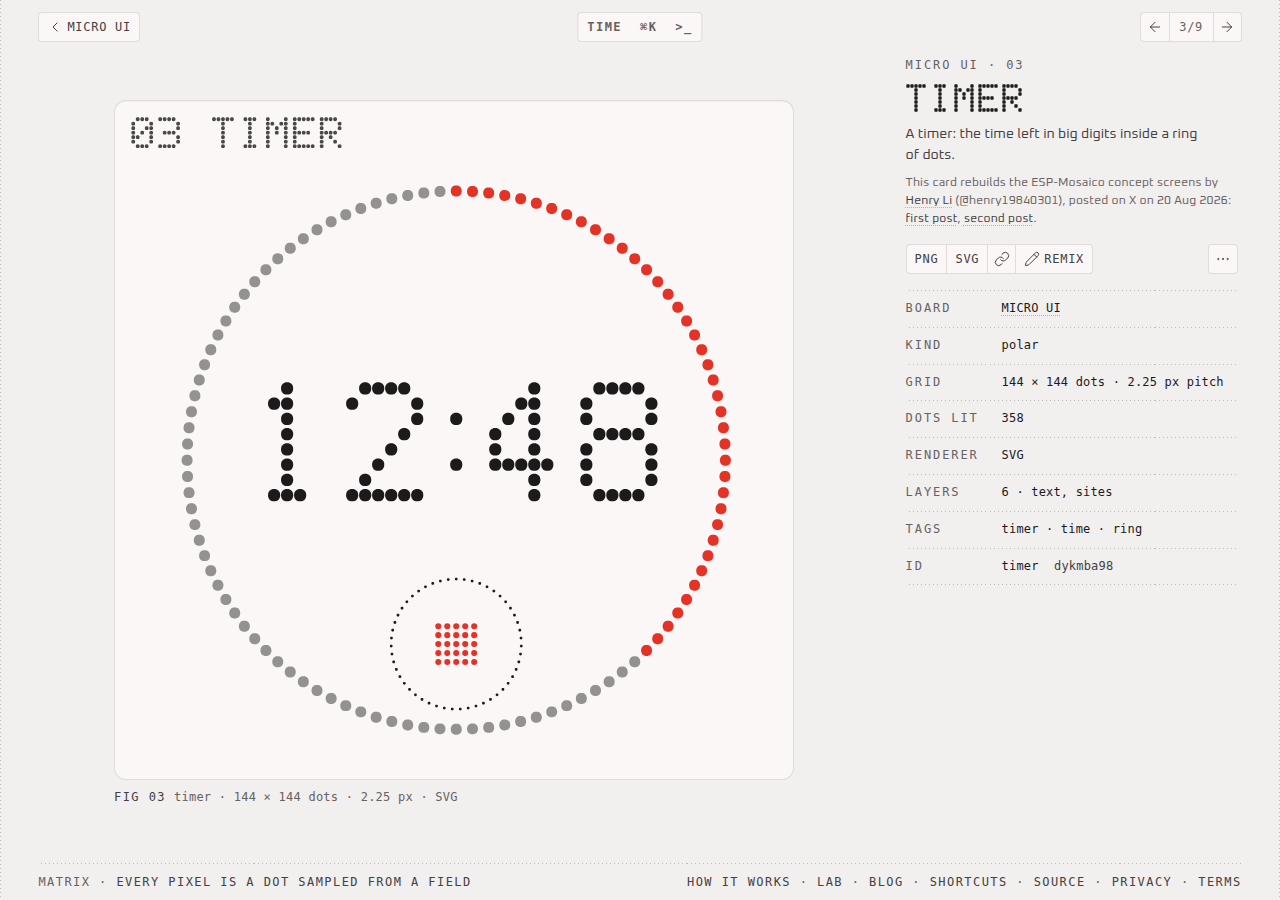 MICRO UI
TIME ⌘K >_
3/9
MICRO UI · 03
TIMER
A timer: the time left in big digits inside a ring
of dots.
This card rebuilds the ESP-Mosaico concept screens by
Henry Li (@henry19840301), posted on X on 20 Aug 2026:
first post, second post.
PNG SVG REMIX ···
BOARD MICRO UI
KIND polar
GRID 144 × 144 dots · 2.25 px pitch
DOTS LIT 358
RENDERER SVG
LAYERS 6 · text, sites
TAGS timer · time · ring
ID timer dykmba98
03 TIMER
12:48
FIG 03 timer · 144 × 144 dots · 2.25 px · SVG
MATRIX · EVERY PIXEL IS A DOT SAMPLED FROM A FIELD
HOW IT WORKS · LAB · BLOG · SHORTCUTS · SOURCE · PRIVACY · TERMS